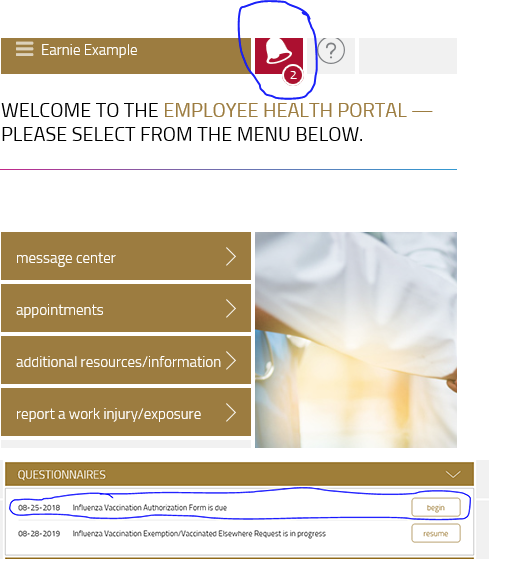 Earnie Example
2
?
WELCOME TO THE EMPLOYEE HEALTH PORTAL —
PLEASE SELECT FROM THE MENU BELOW.
message center
appointments
additional resources/information
report a work injury/exposure
QUESTIONNAIRES
08-25-2018 Influenza Vaccination Authorization Form is due begin
08-28-2019 Influenza Vaccination Exemption/Vaccinated Elsewhere Request is in progress resume